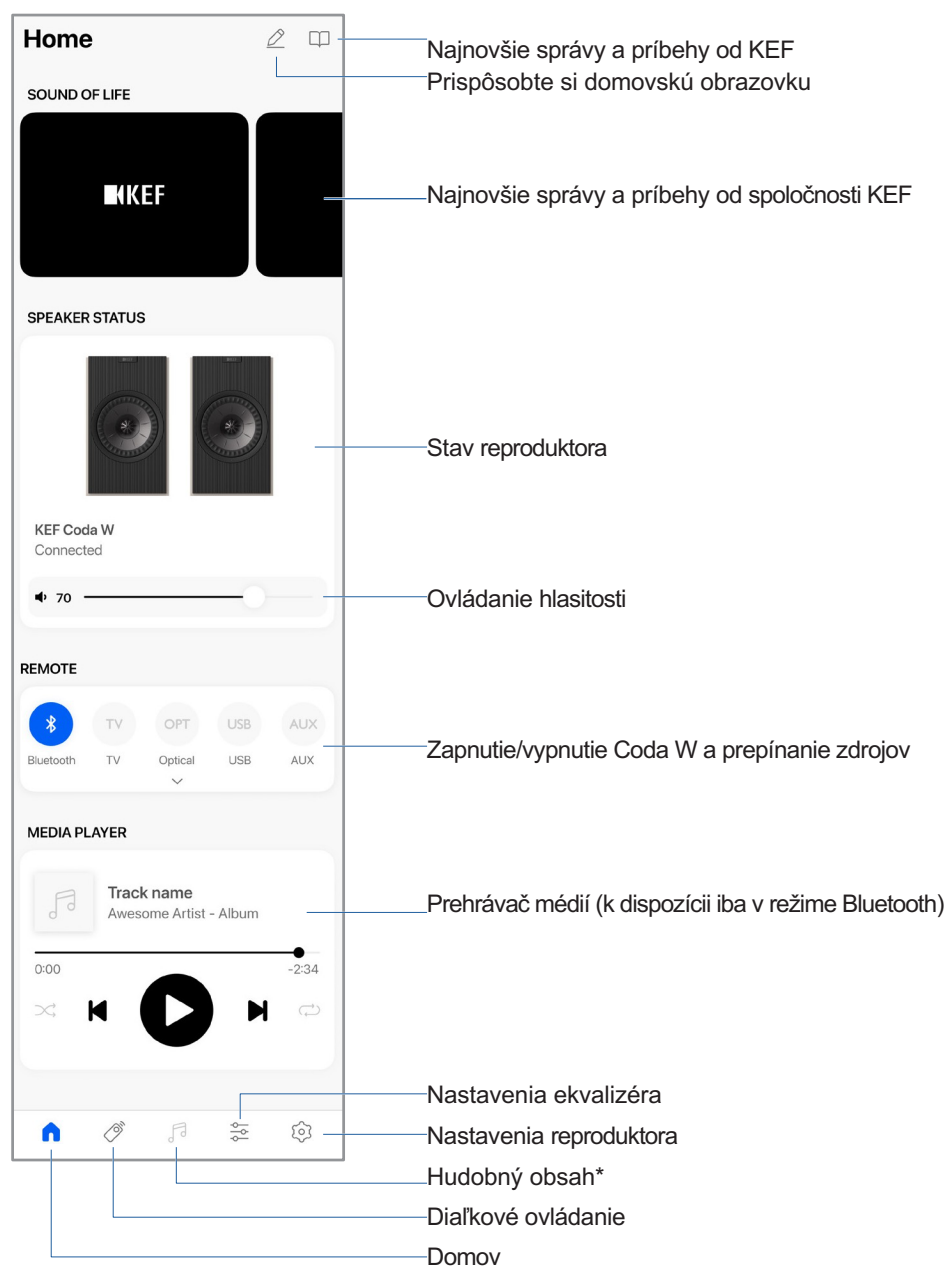 Home
Najnovšie správy a príbehy od KEF
Prispôsobte si domovskú obrazovku
SOUND OF LIFE
KEF
Najnovšie správy a príbehy od spoločnosti KEF
SPEAKER STATUS
Stav reproduktora
KEF Coda W
Connected
70
Ovládanie hlasitosti
REMOTE
TV OPT USB AUX
Bluetooth TV Optical USB AUX
Zapnutie/vypnutie Coda W a prepínanie zdrojov
MEDIA PLAYER
Track name
Awesome Artist - Album
Prehrávač médií (k dispozícii iba v režime Bluetooth)
0:00 -2:34
Nastavenia ekvalizéra
Nastavenia reproduktora
Hudobný obsah*
Diaľkové ovládanie
Domov